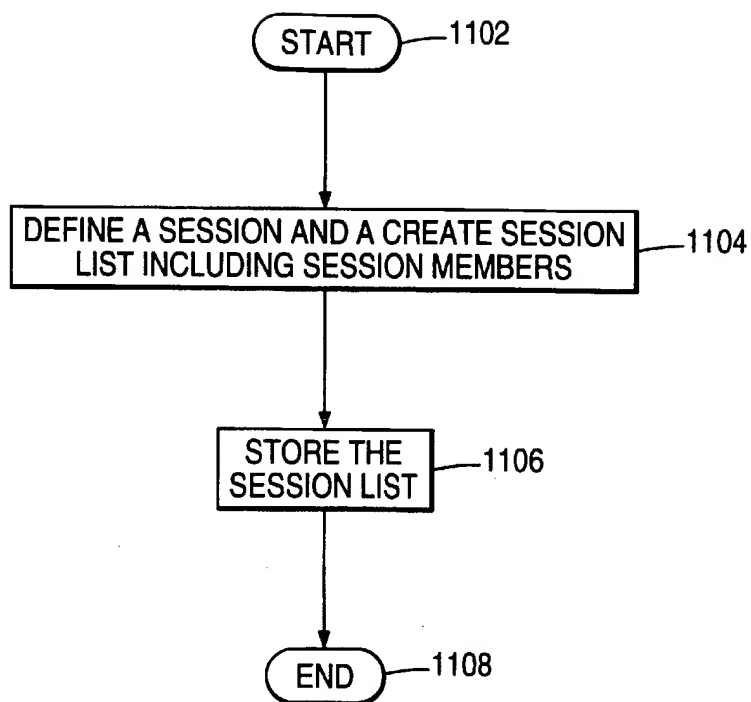 START
1102
DEFINE A SESSION AND A CREATE SESSION
LIST INCLUDING SESSION MEMBERS
1104
STORE THE
SESSION LIST
1106
END
1108